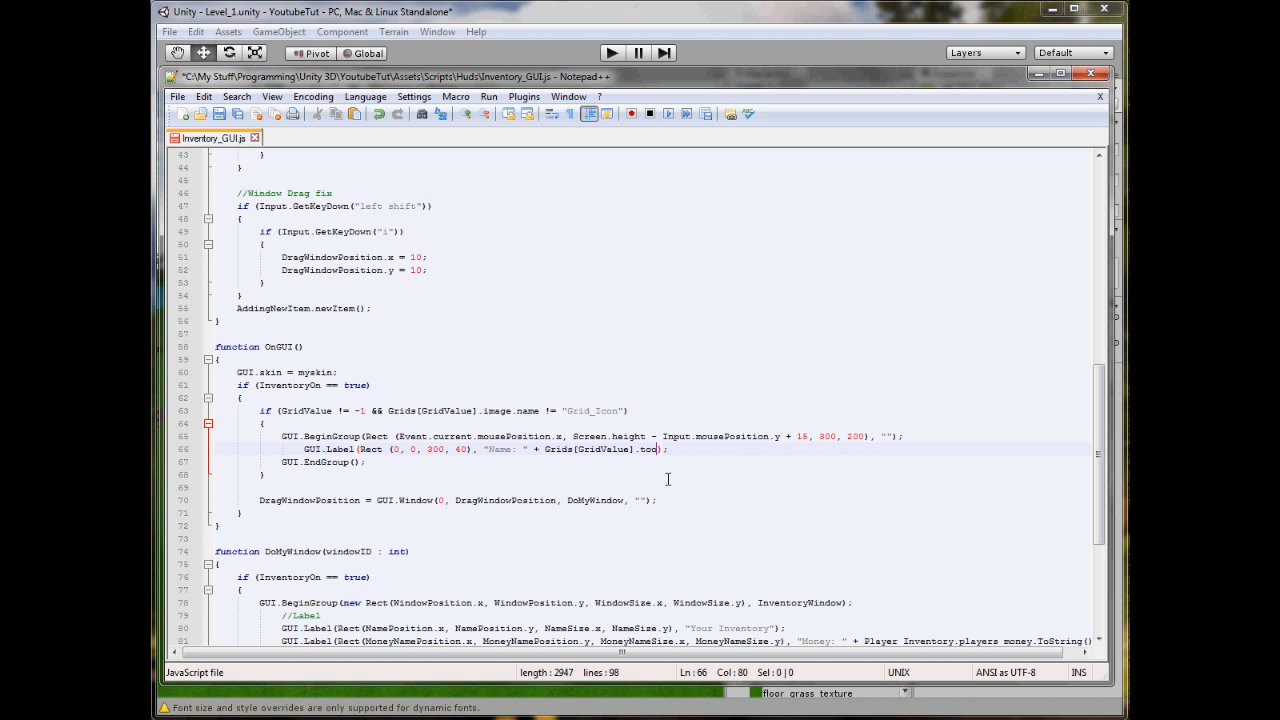 Unity - Level_1.unity - YoutubeTut - PC, Mac & Linux Standalone*
File Edit Assets GameObject Component Terrain Window Help
Pivot Global Layers Default
*C:\My Stuff\Programming\Unity 3D\YoutubeTut\Assets\Scripts\Huds\Inventory_GUI.js - Notepad++
File Edit Search View Encoding Language Settings Macro Run Plugins Window ? X
Inventory_GUI.js
43 }
44 }
45
46 //Window Drag fix
47 if (Input.GetKeyDown("left shift"))
48 {
49 if (Input.GetKeyDown("i"))
50 {
51 DragWindowPosition.x = 10;
52 DragWindowPosition.y = 10;
53 }
54 }
55 AddingNewItem.newItem();
56 }
57
58 function OnGUI()
59 {
60 GUI.skin = myskin;
61 if (InventoryOn == true)
62 {
63 if (GridValue != -1 && Grids[GridValue].image.name != "Grid_Icon")
64 {
65 GUI.BeginGroup(Rect (Event.current.mousePosition.x, Screen.height - Input.mousePosition.y + 15, 300, 200), "");
66 GUI.Label(Rect (0, 0, 300, 40), "Name: " + Grids[GridValue].too);
67 GUI.EndGroup();
68 }
69
70 DragWindowPosition = GUI.Window(0, DragWindowPosition, DoMyWindow, "");
71 }
72 }
73
74 function DoMyWindow(windowID : int)
75 {
76 if (InventoryOn == true)
77 {
78 GUI.BeginGroup(new Rect(WindowPosition.x, WindowPosition.y, WindowSize.x, WindowSize.y), InventoryWindow);
79 //Label
80 GUI.Label(Rect(NamePosition.x, NamePosition.y, NameSize.x, NameSize.y), "Your Inventory");
81 GUI.Label(Rect(MoneyNamePosition.x, MoneyNamePosition.y, MoneyNameSize.x, MoneyNameSize.y), "Money: " + Player_Inventory.players_money.ToString()
JavaScript file length : 2947 lines : 98 Ln : 66 Col : 80 Sel : 0 | 0 UNIX ANSI as UTF-8 INS
floor_grass_texture
Font size and style overrides are only supported for dynamic fonts.